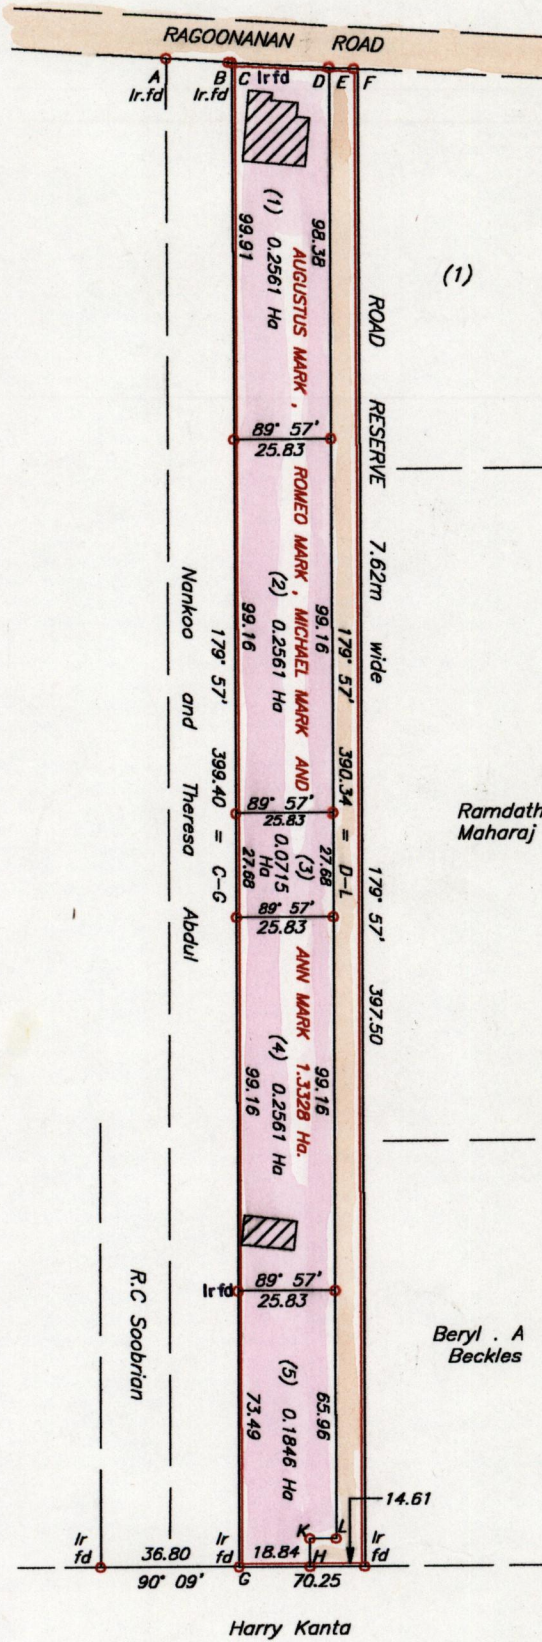 RAGOONANAN ROAD
A
Ir.fd
B
Ir.fd
C
Ir fd
D
E
F
(1) 0.2561 Ha
99.91
98.38
AUGUSTUS MARK , ROMEO MARK , MICHAEL MARK AND ANN MARK 1.3328 Ha.
(1)
ROAD RESERVE 7.62m wide
179° 57' 397.50
89° 57'
25.83
(2) 0.2561 Ha
99.16
99.16
179° 57' 390.34 = D-L
179° 57' 399.40 = C-G
Nankoo and Theresa Abdul
Ramdath
Maharaj
89° 57'
25.83
(3)
0.0715
Ha
27.68
27.68
89° 57'
25.83
(4) 0.2561 Ha
99.16
99.16
R.C Soobrian
Ir fd
89° 57'
25.83
Beryl . A
Beckles
(5) 0.1846 Ha
73.49
65.96
14.61
K
L
Ir
fd
36.80
Ir
fd
18.84
H
Ir
fd
90° 09'
G
70.25
Harry Kanta